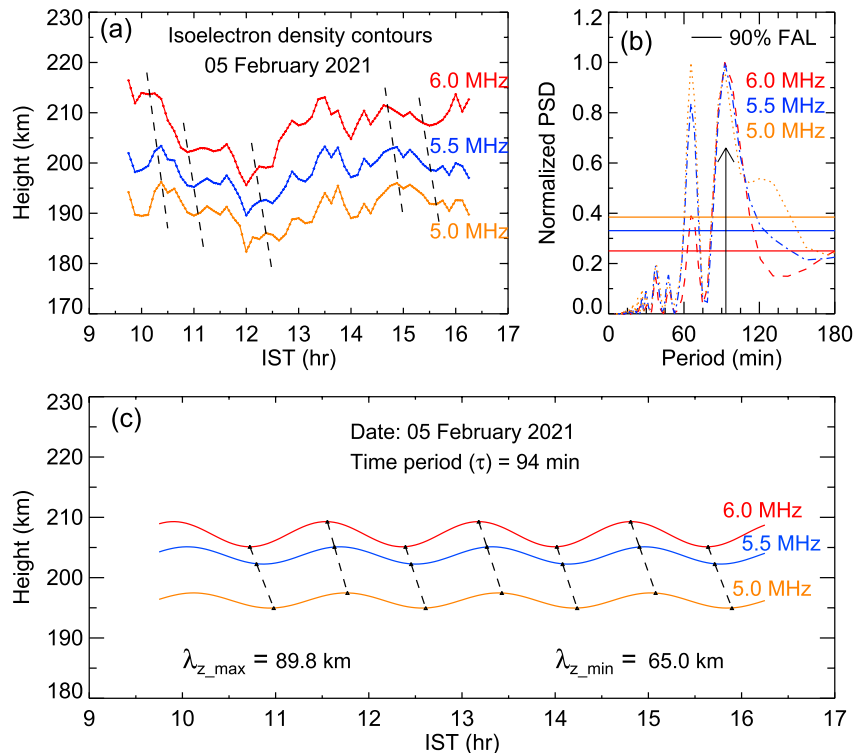 (a)
Isoelectron density contours
05 February 2021
6.0 MHz
5.5 MHz
5.0 MHz
230
220
210
200
190
180
170
Height (km)
9 10 11 12 13 14 15 16 17
IST (hr)
(b)
90% FAL
6.0 MHz
5.5 MHz
5.0 MHz
1.0
0.8
0.6
0.4
0.2
0.0
Normalized PSD
0 60 120 180
Period (min)
(c)
Date: 05 February 2021
Time period (τ) = 94 min
6.0 MHz
5.5 MHz
5.0 MHz
λz_max = 89.8 km
λz_min = 65.0 km
230
220
210
200
190
180
Height (km)
9 10 11 12 13 14 15 16 17
IST (hr)